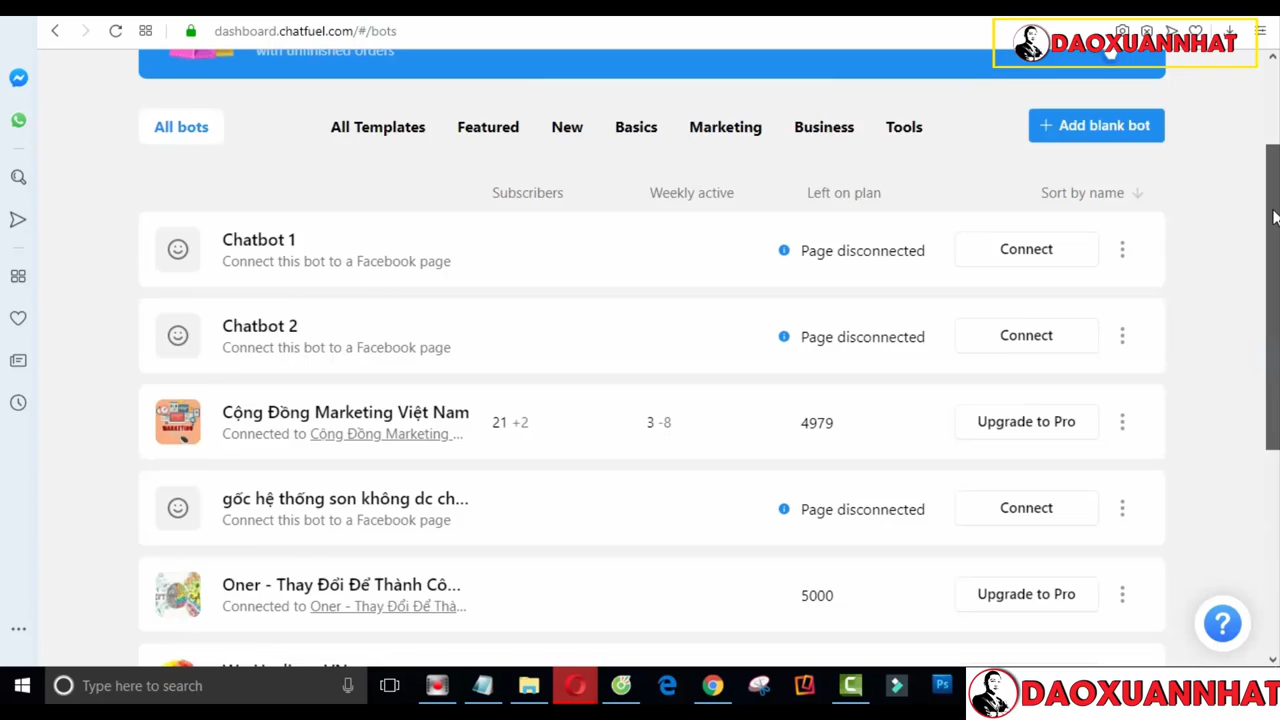 dashboard.chatfuel.com/#/bots
DAOXUANNHAT
with unfinished orders
All bots
All Templates
Featured
New
Basics
Marketing
Business
Tools
+ Add blank bot
Subscribers
Weekly active
Left on plan
Sort by name
Chatbot 1
Connect this bot to a Facebook page
Page disconnected
Connect
Chatbot 2
Connect this bot to a Facebook page
Page disconnected
Connect
Cộng Đồng Marketing Việt Nam
Connected to Cộng Đồng Marketing ...
21 +2
3 -8
4979
Upgrade to Pro
gốc hệ thống son không dc ch...
Connect this bot to a Facebook page
Page disconnected
Connect
Oner - Thay Đổi Để Thành Cô...
Connected to Oner - Thay Đổi Để Thà...
5000
Upgrade to Pro
?
Type here to search
Ps
DAOXUANNHAT